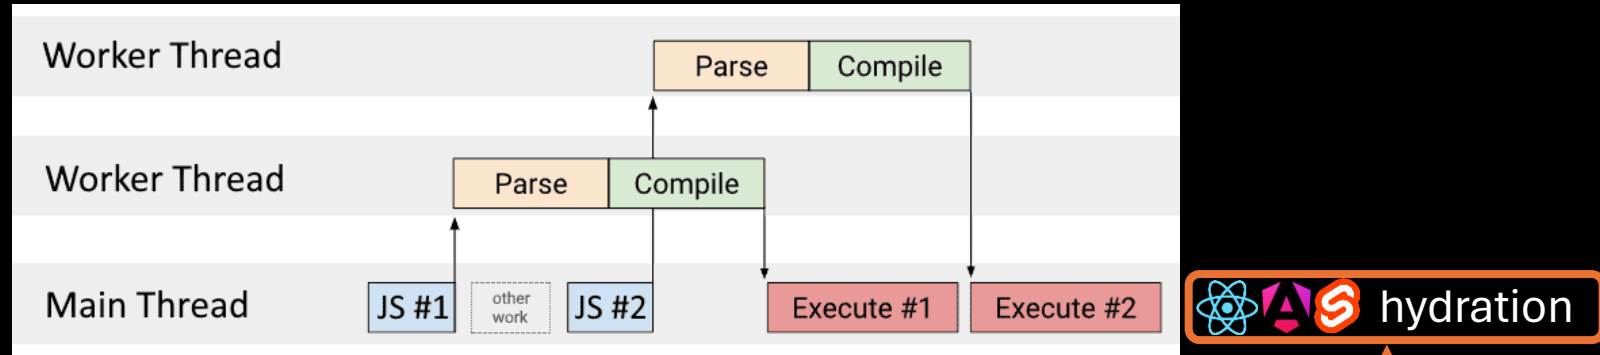 Worker Thread
Parse
Compile
Worker Thread
Parse
Compile
Main Thread
JS #1
other
work
JS #2
Execute #1
Execute #2
hydration